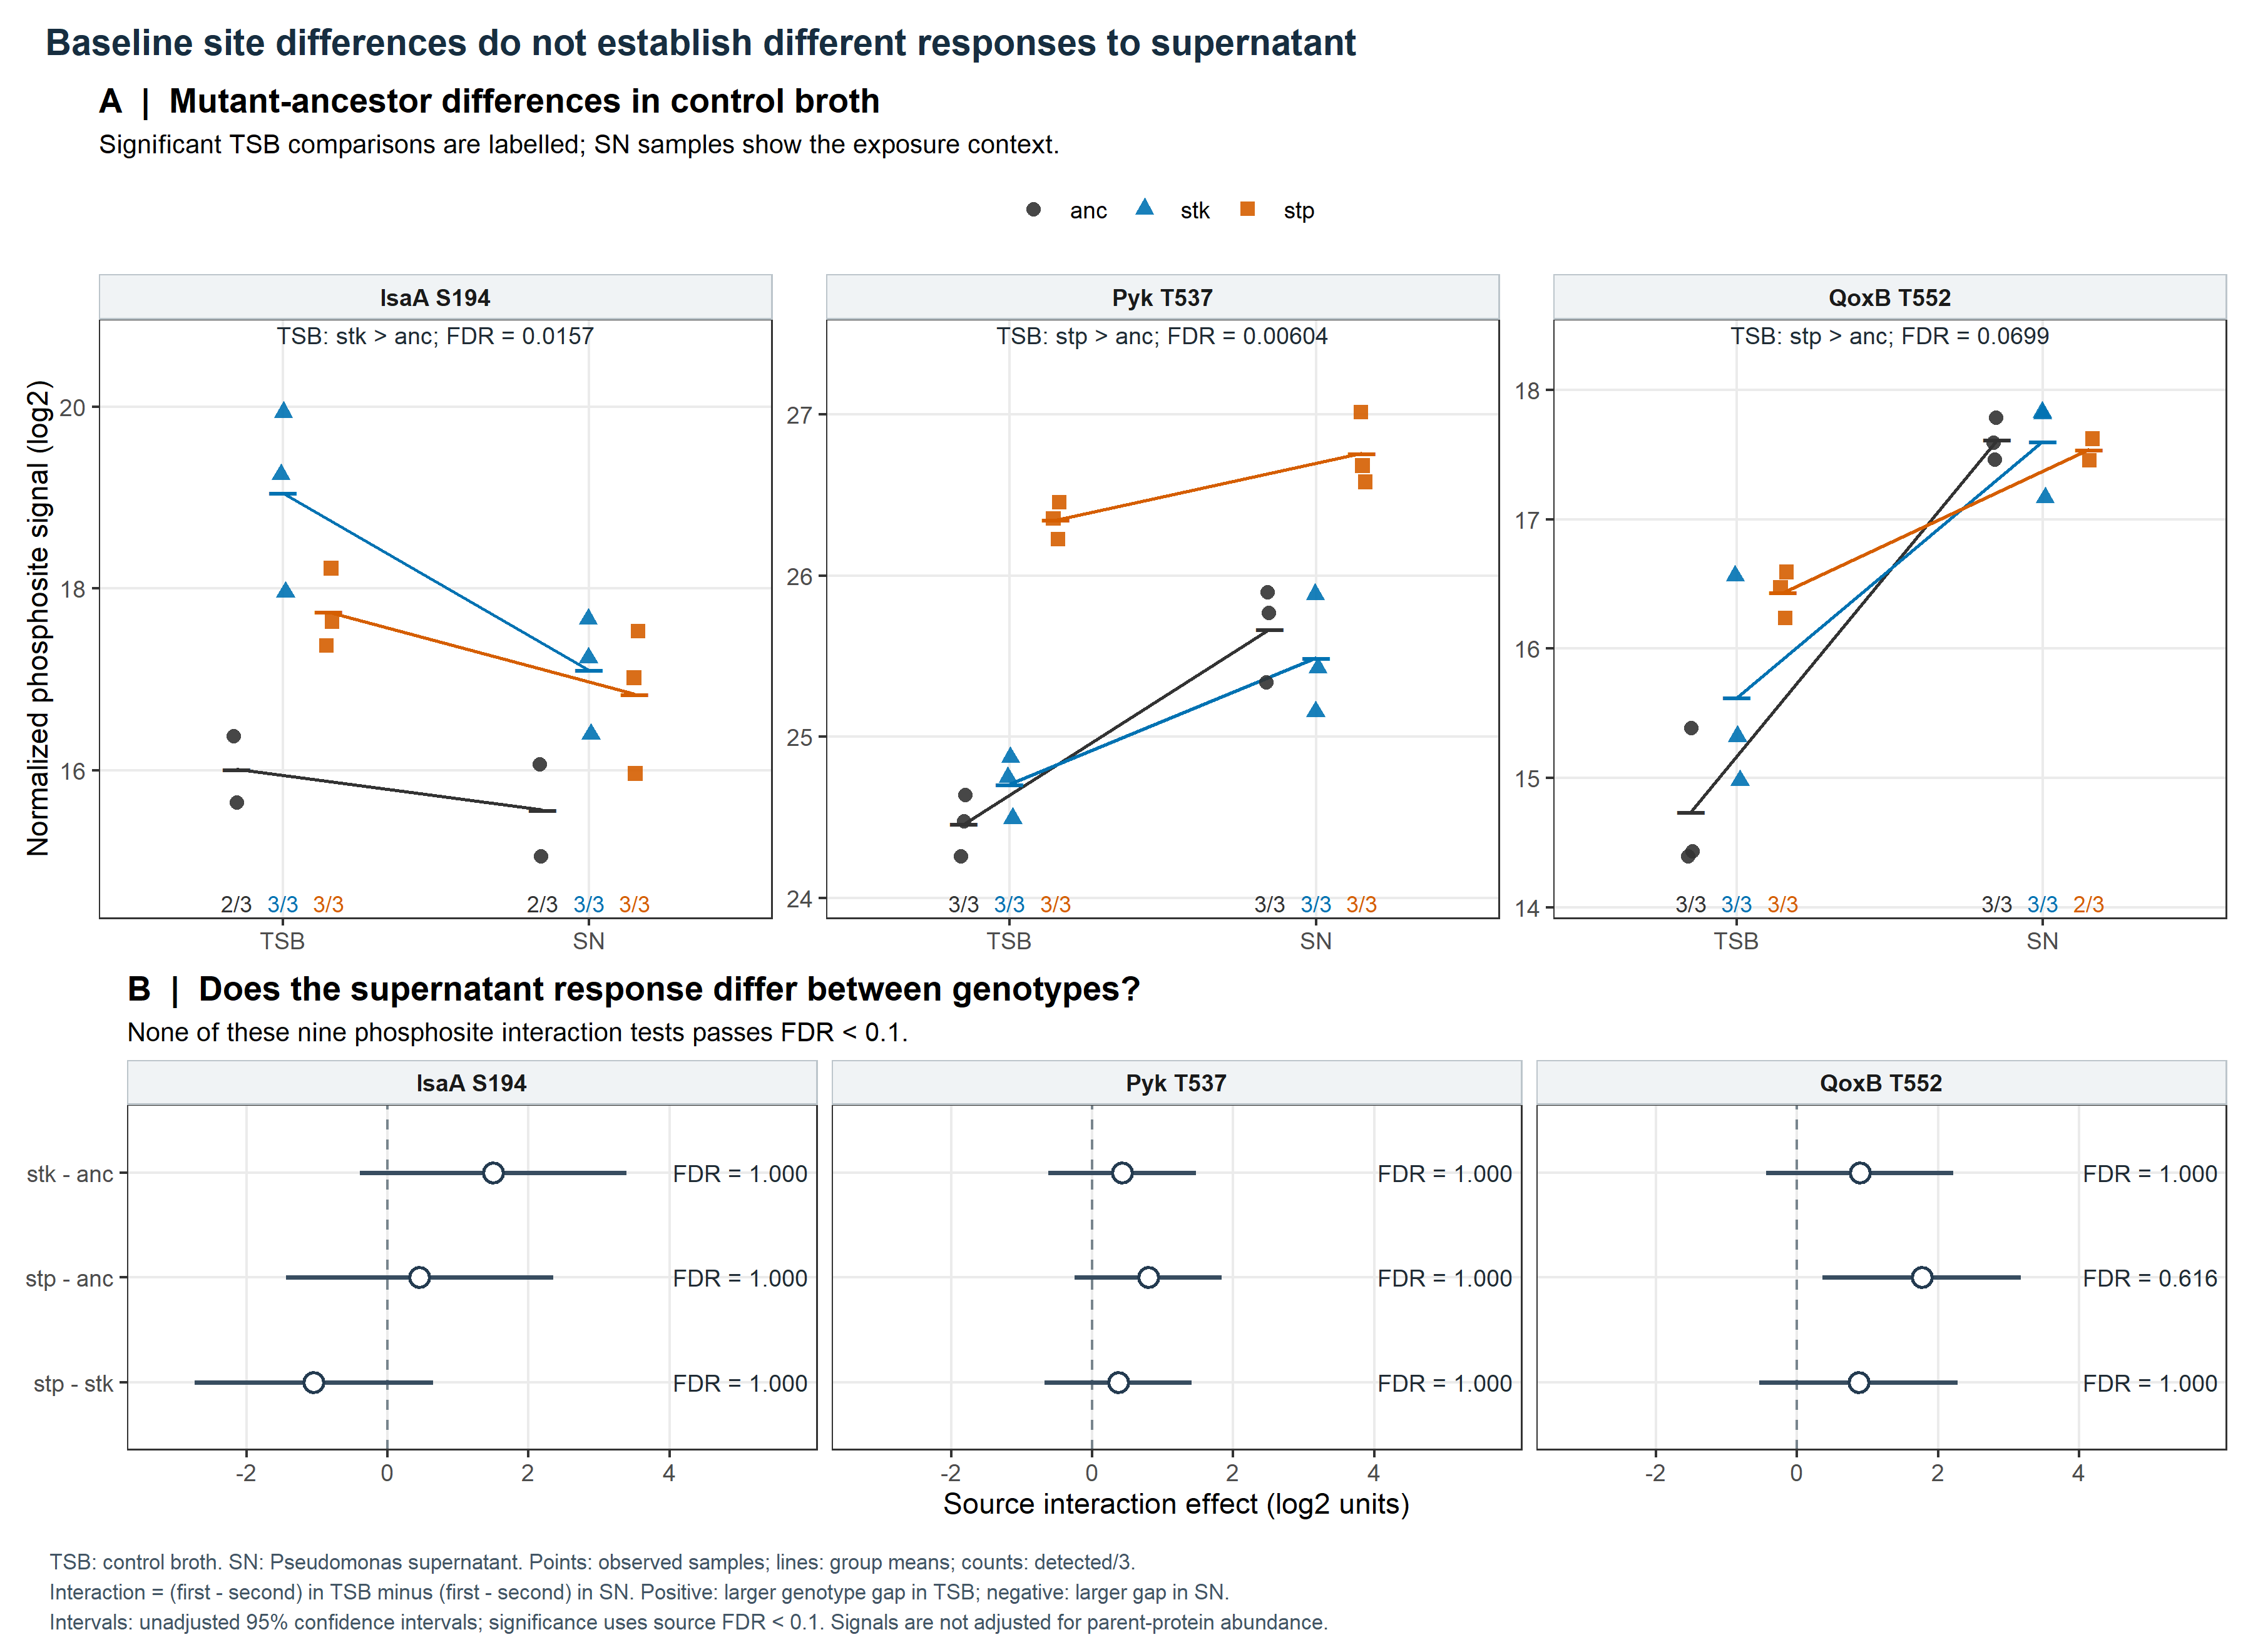 Baseline site differences do not establish different responses to supernatant
A | Mutant-ancestor differences in control broth
Significant TSB comparisons are labelled; SN samples show the exposure context.
anc stk stp
IsaA S194 Pyk T537 QoxB T552
TSB: stk > anc; FDR = 0.0157 TSB: stp > anc; FDR = 0.00604 TSB: stp > anc; FDR = 0.0699
Normalized phosphosite signal (log2)
20
18
16
27
26
25
24
18
17
16
15
14
2/3 3/3 3/3 2/3 3/3 3/3
3/3 3/3 3/3 3/3 3/3 3/3
3/3 3/3 3/3 3/3 3/3 2/3
TSB SN TSB SN TSB SN
B | Does the supernatant response differ between genotypes?
None of these nine phosphosite interaction tests passes FDR < 0.1.
IsaA S194 Pyk T537 QoxB T552
stk - anc FDR = 1.000 FDR = 1.000 FDR = 1.000
stp - anc FDR = 1.000 FDR = 1.000 FDR = 0.616
stp - stk FDR = 1.000 FDR = 1.000 FDR = 1.000
-2 0 2 4 -2 0 2 4 -2 0 2 4
Source interaction effect (log2 units)
TSB: control broth. SN: Pseudomonas supernatant. Points: observed samples; lines: group means; counts: detected/3.
Interaction = (first - second) in TSB minus (first - second) in SN. Positive: larger genotype gap in TSB; negative: larger gap in SN.
Intervals: unadjusted 95% confidence intervals; significance uses source FDR < 0.1. Signals are not adjusted for parent-protein abundance.